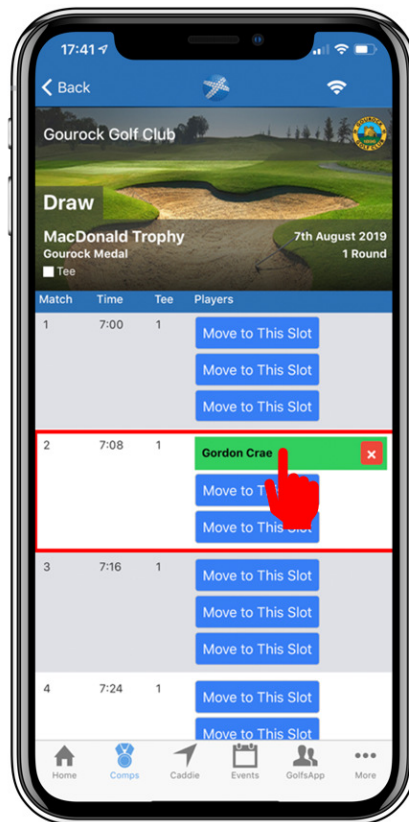 17:41
Back
Gourock Golf Club
Draw
MacDonald Trophy 7th August 2019
Gourock Medal 1 Round
Tee
Match Time Tee Players
1 7:00 1 Move to This Slot
Move to This Slot
Move to This Slot
2 7:08 1 Gordon Crae
Move to This Slot
Move to This Slot
3 7:16 1 Move to This Slot
Move to This Slot
Move to This Slot
4 7:24 1 Move to This Slot
Move to This Slot
Home Comps Caddie Events GolfsApp More